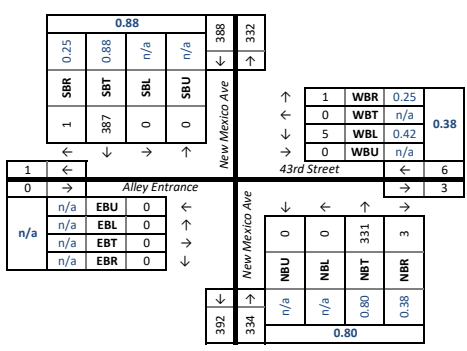 0.88
388
332
0.25
0.88
n/a
n/a
↓
↑
SBR
SBT
SBL
SBU
New Mexico Ave
1
387
0
0
↑ 1 WBR 0.25
← 0 WBT n/a
↓ 5 WBL 0.42
→ 0 WBU n/a
0.38
← ↓ → ↑
1 ←
43rd Street
← 6
0 →
Alley Entrance
→ 3
n/a
n/a EBU 0 ←
n/a EBL 0 ↑
n/a EBT 0 →
n/a EBR 0 ↓
New Mexico Ave
↓ ← ↑ →
0
0
331
3
NBU
NBL
NBT
NBR
↓
↑
n/a
n/a
0.80
0.38
392
334
0.80